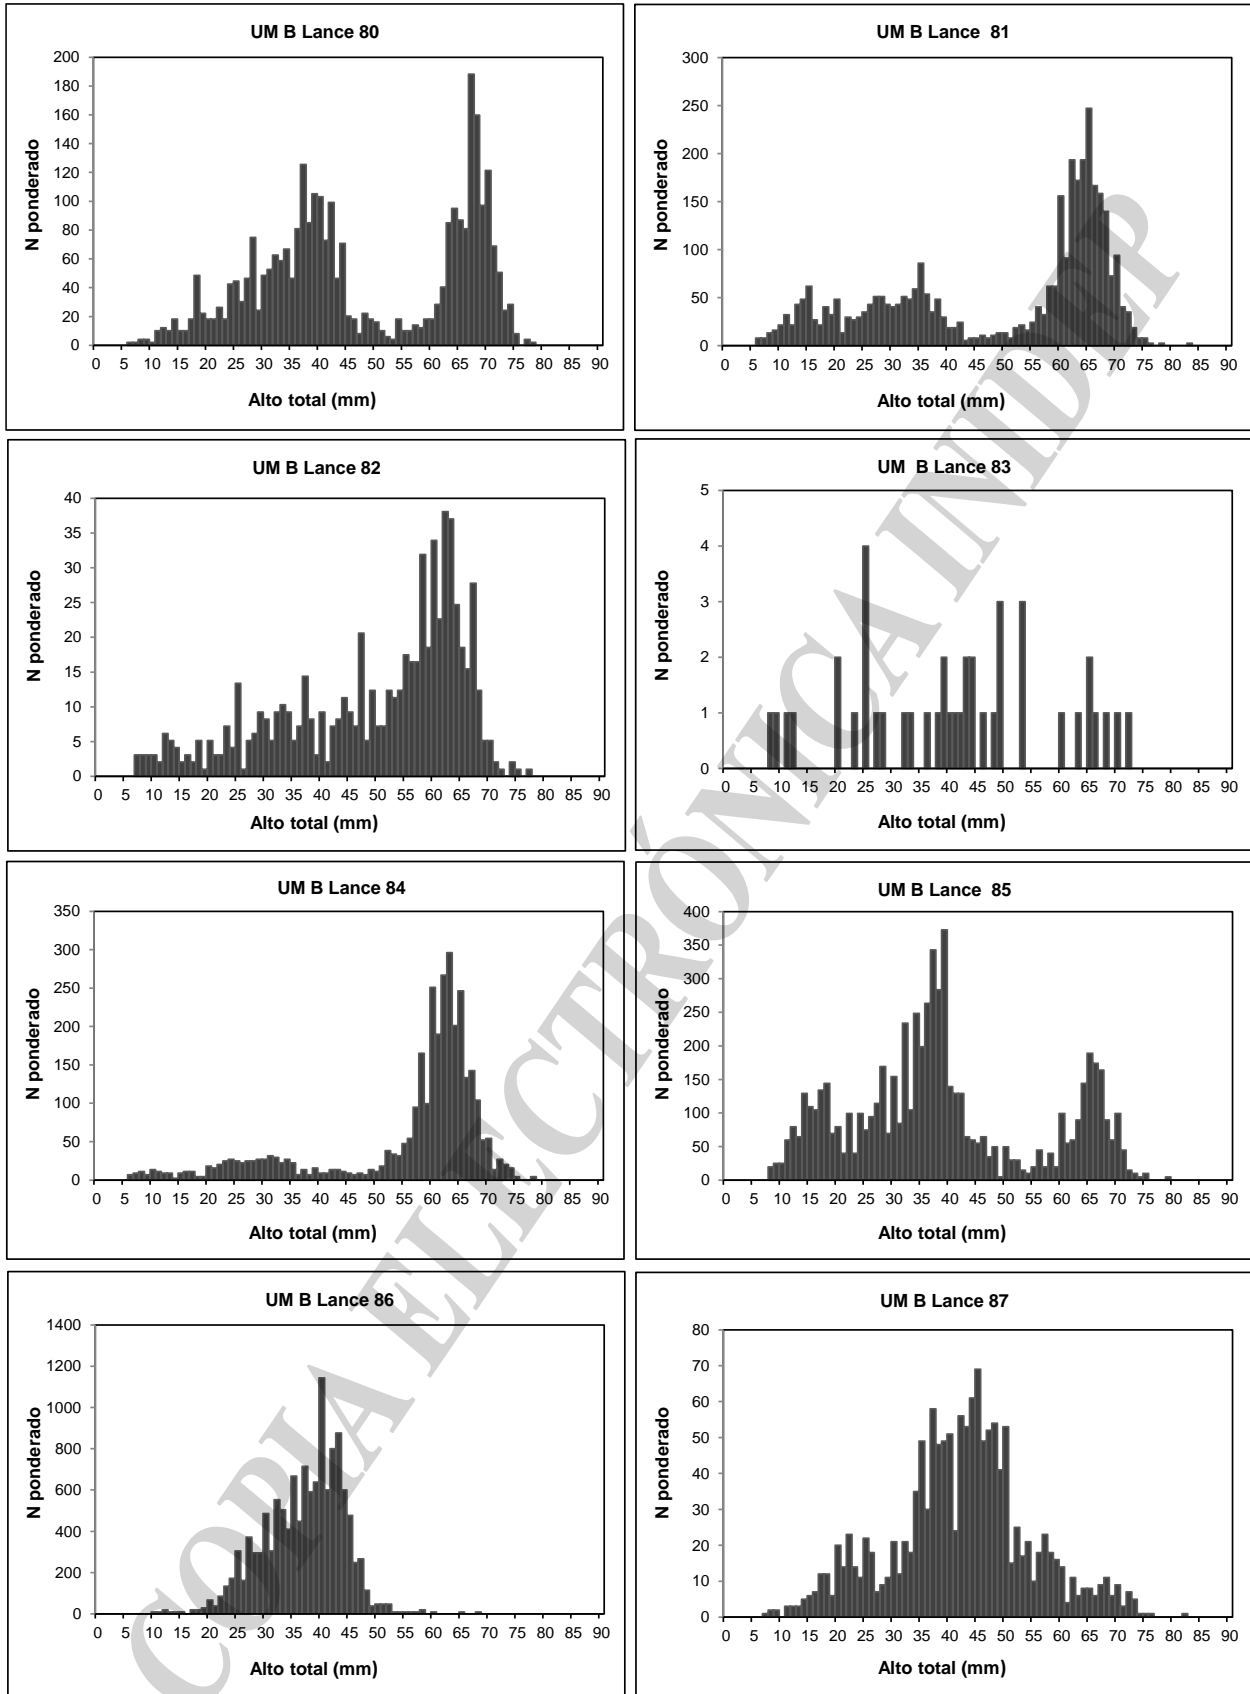 UM B Lance 80
200
180
160
140
120
100
80
60
40
20
0
N ponderado
0 5 10 15 20 25 30 35 40 45 50 55 60 65 70 75 80 85 90
Alto total (mm)
UM B Lance 81
300
250
200
150
100
50
0
N ponderado
0 5 10 15 20 25 30 35 40 45 50 55 60 65 70 75 80 85 90
Alto total (mm)
UM B Lance 82
40
35
30
25
20
15
10
5
0
N ponderado
0 5 10 15 20 25 30 35 40 45 50 55 60 65 70 75 80 85 90
Alto total (mm)
UM B Lance 83
5
4
3
2
1
0
N ponderado
0 5 10 15 20 25 30 35 40 45 50 55 60 65 70 75 80 85 90
Alto total (mm)
UM B Lance 84
350
300
250
200
150
100
50
0
N ponderado
0 5 10 15 20 25 30 35 40 45 50 55 60 65 70 75 80 85 90
Alto total (mm)
UM B Lance 85
400
350
300
250
200
150
100
50
0
N ponderado
0 5 10 15 20 25 30 35 40 45 50 55 60 65 70 75 80 85 90
Alto total (mm)
UM B Lance 86
1400
1200
1000
800
600
400
200
0
N ponderado
0 5 10 15 20 25 30 35 40 45 50 55 60 65 70 75 80 85 90
Alto total (mm)
UM B Lance 87
80
70
60
50
40
30
20
10
0
N ponderado
0 5 10 15 20 25 30 35 40 45 50 55 60 65 70 75 80 85 90
Alto total (mm)
COPIA ELECTRÓNICA INIDEP